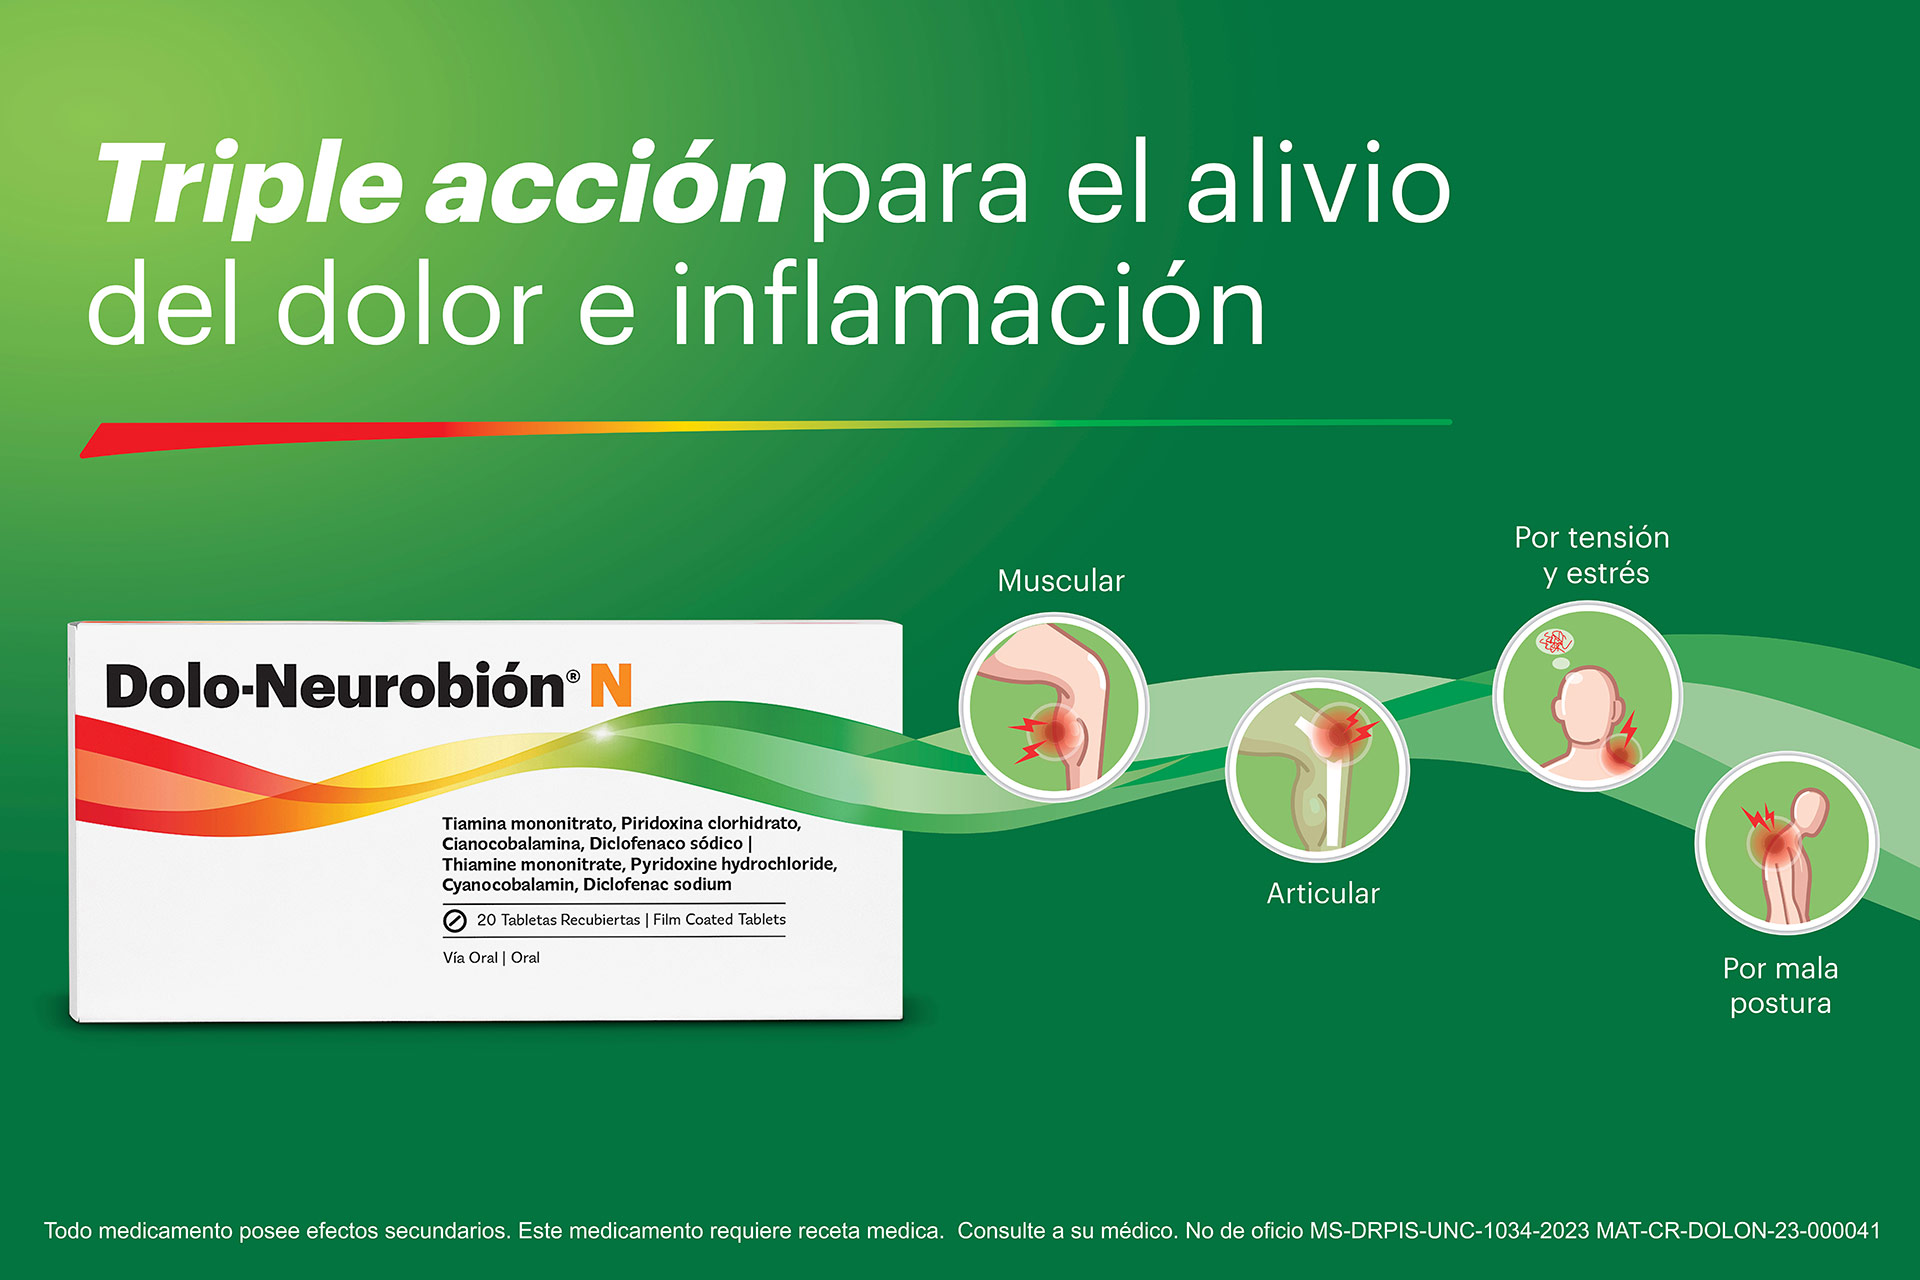 Triple acción para el alivio
del dolor e inflamación
Dolo-Neurobión® N
Tiamina mononitrato, Piridoxina clorhidrato,
Cianocobalamina, Diclofenaco sódico |
Thiamine mononitrate, Pyridoxine hydrochloride,
Cyanocobalamin, Diclofenac sodium
20 Tabletas Recubiertas | Film Coated Tablets
Vía Oral | Oral
Muscular
Articular
Por tensión
y estrés
Por mala
postura
Todo medicamento posee efectos secundarios. Este medicamento requiere receta medica.  Consulte a su médico. No de oficio MS-DRPIS-UNC-1034-2023 MAT-CR-DOLON-23-000041